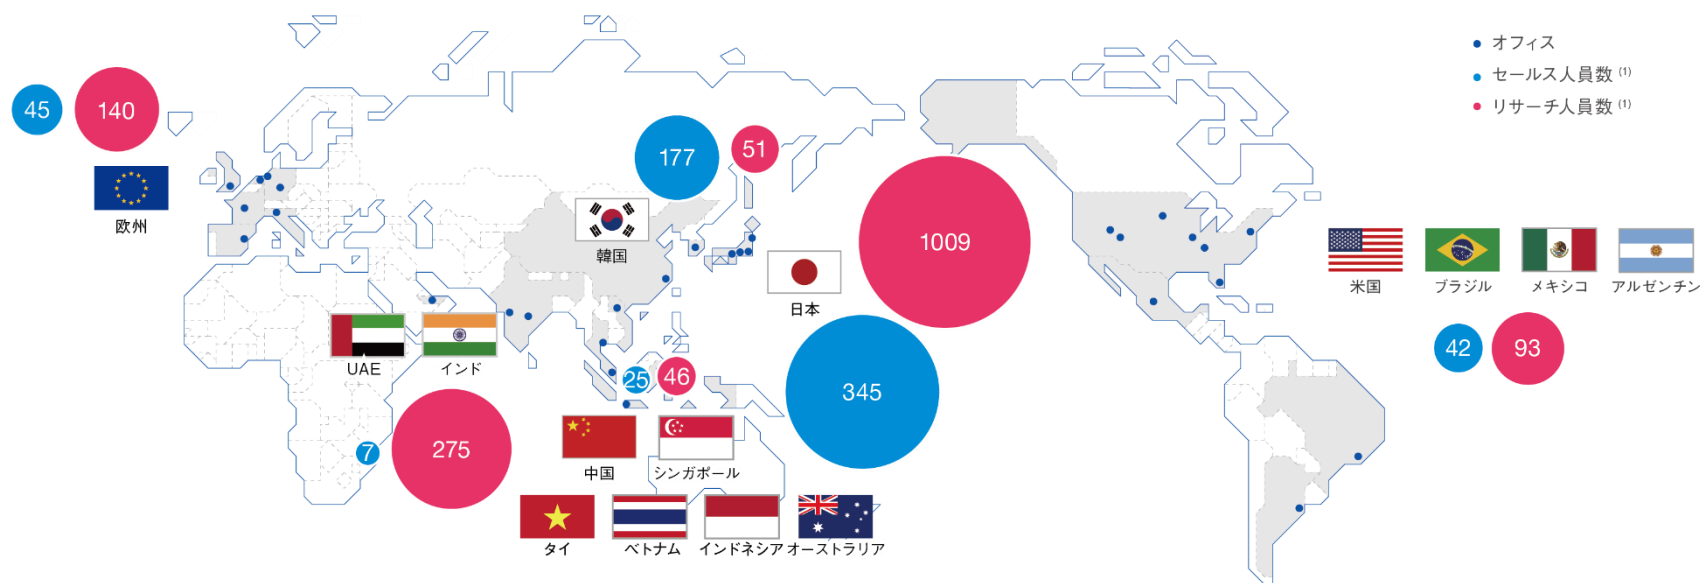 オフィス
セールス人員数 (1)
リサーチ人員数 (1)
45
140
欧州
177
51
韓国
1009
日本
345
米国
ブラジル
メキシコ
アルゼンチン
42
93
UAE
インド
7
275
25
46
中国
シンガポール
タイ
ベトナム
インドネシア
オーストラリア